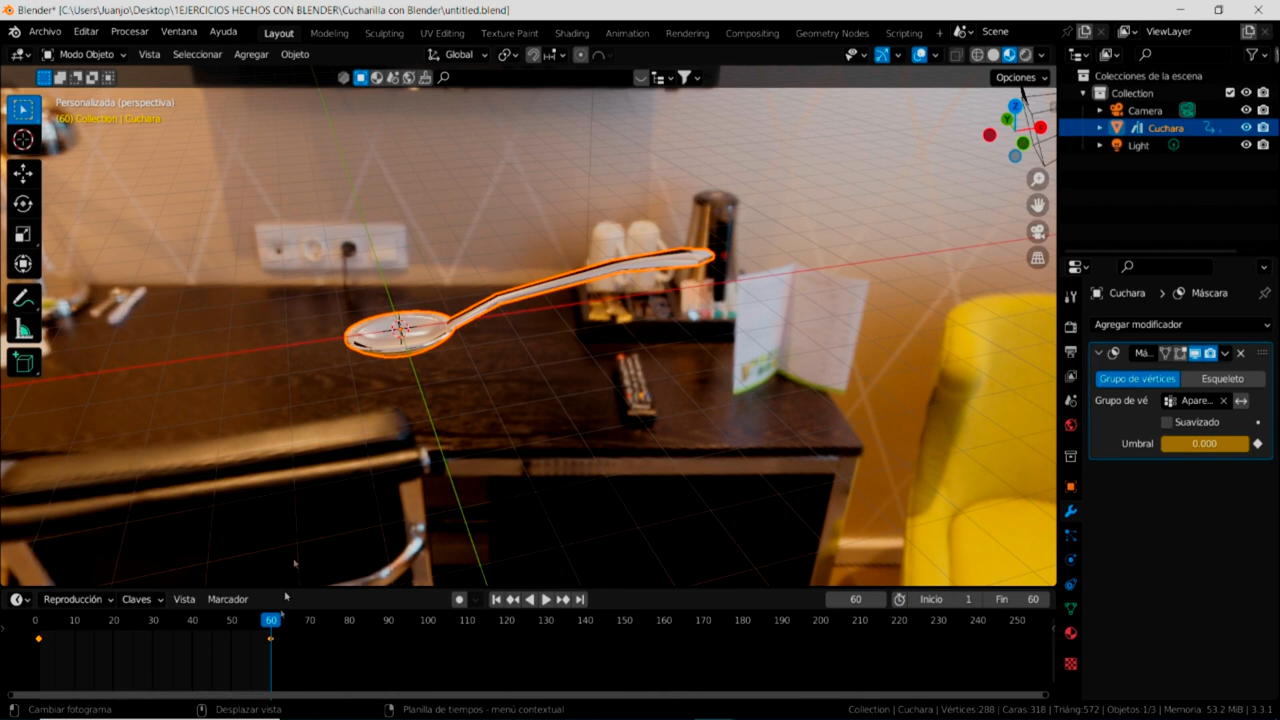 Blender* [C:\Users\Juanjo\Desktop\1EJERCICIOS HECHOS CON BLENDER\Cucharilla con Blender\untitled.blend]
Archivo Editar Procesar Ventana Ayuda Layout Modeling Sculpting UV Editing Texture Paint Shading Animation Rendering Compositing Geometry Nodes Scripting + Scene ViewLayer
Modo Objeto Vista Seleccionar Agregar Objeto Global
Opciones
Personalizada (perspectiva)
(60) Collection | Cuchara
Z
Y
X
Colecciones de la escena
Collection
Camera
Cuchara
Light
Cuchara > Máscara
Agregar modificador
Má...
Grupo de vértices Esqueleto
Grupo de vé Apare...
Suavizado
Umbral 0.000
Reproducción Claves Vista Marcador 60 Inicio 1 Fin 60
0 10 20 30 40 50 60 70 80 90 100 110 120 130 140 150 160 170 180 190 200 210 220 230 240 250
Cambiar fotograma Desplazar vista Planilla de tiempos - menú contextual Collection | Cuchara | Vértices:288 | Caras:318 | Triáng:572 | Objetos:1/3 | Memoria: 53.2 MiB | 3.3.1